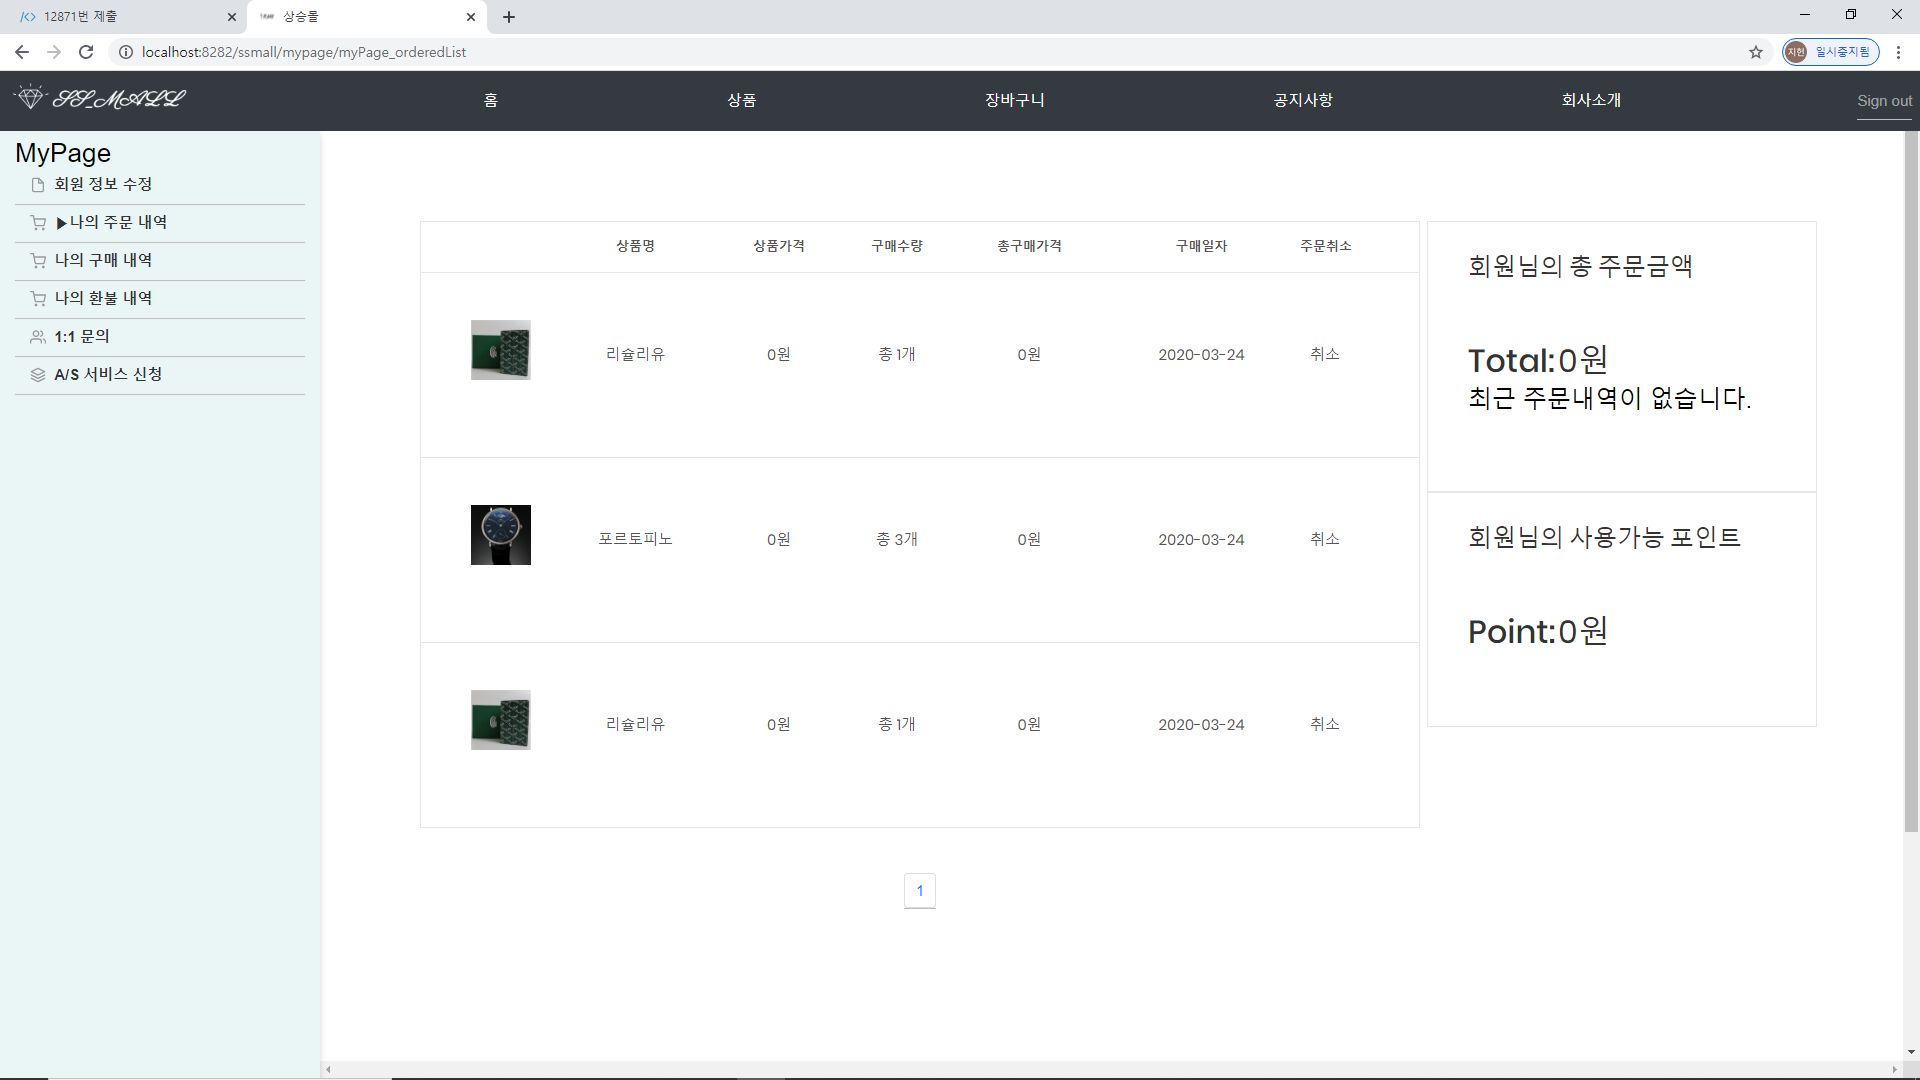 12871번 제출
상승몰
localhost:8282/ssmall/mypage/myPage_orderedList
지헌 일시중지됨
SS_MALL
홈
상품
장바구니
공지사항
회사소개
Sign out
MyPage
회원 정보 수정
▶나의 주문 내역
나의 구매 내역
나의 환불 내역
1:1 문의
A/S 서비스 신청
상품명 상품가격 구매수량 총구매가격 구매일자 주문취소
리슐리유 0원 총 1개 0원 2020-03-24 취소
포르토피노 0원 총 3개 0원 2020-03-24 취소
리슐리유 0원 총 1개 0원 2020-03-24 취소
1
회원님의 총 주문금액
Total:0원
최근 주문내역이 없습니다.
회원님의 사용가능 포인트
Point:0원